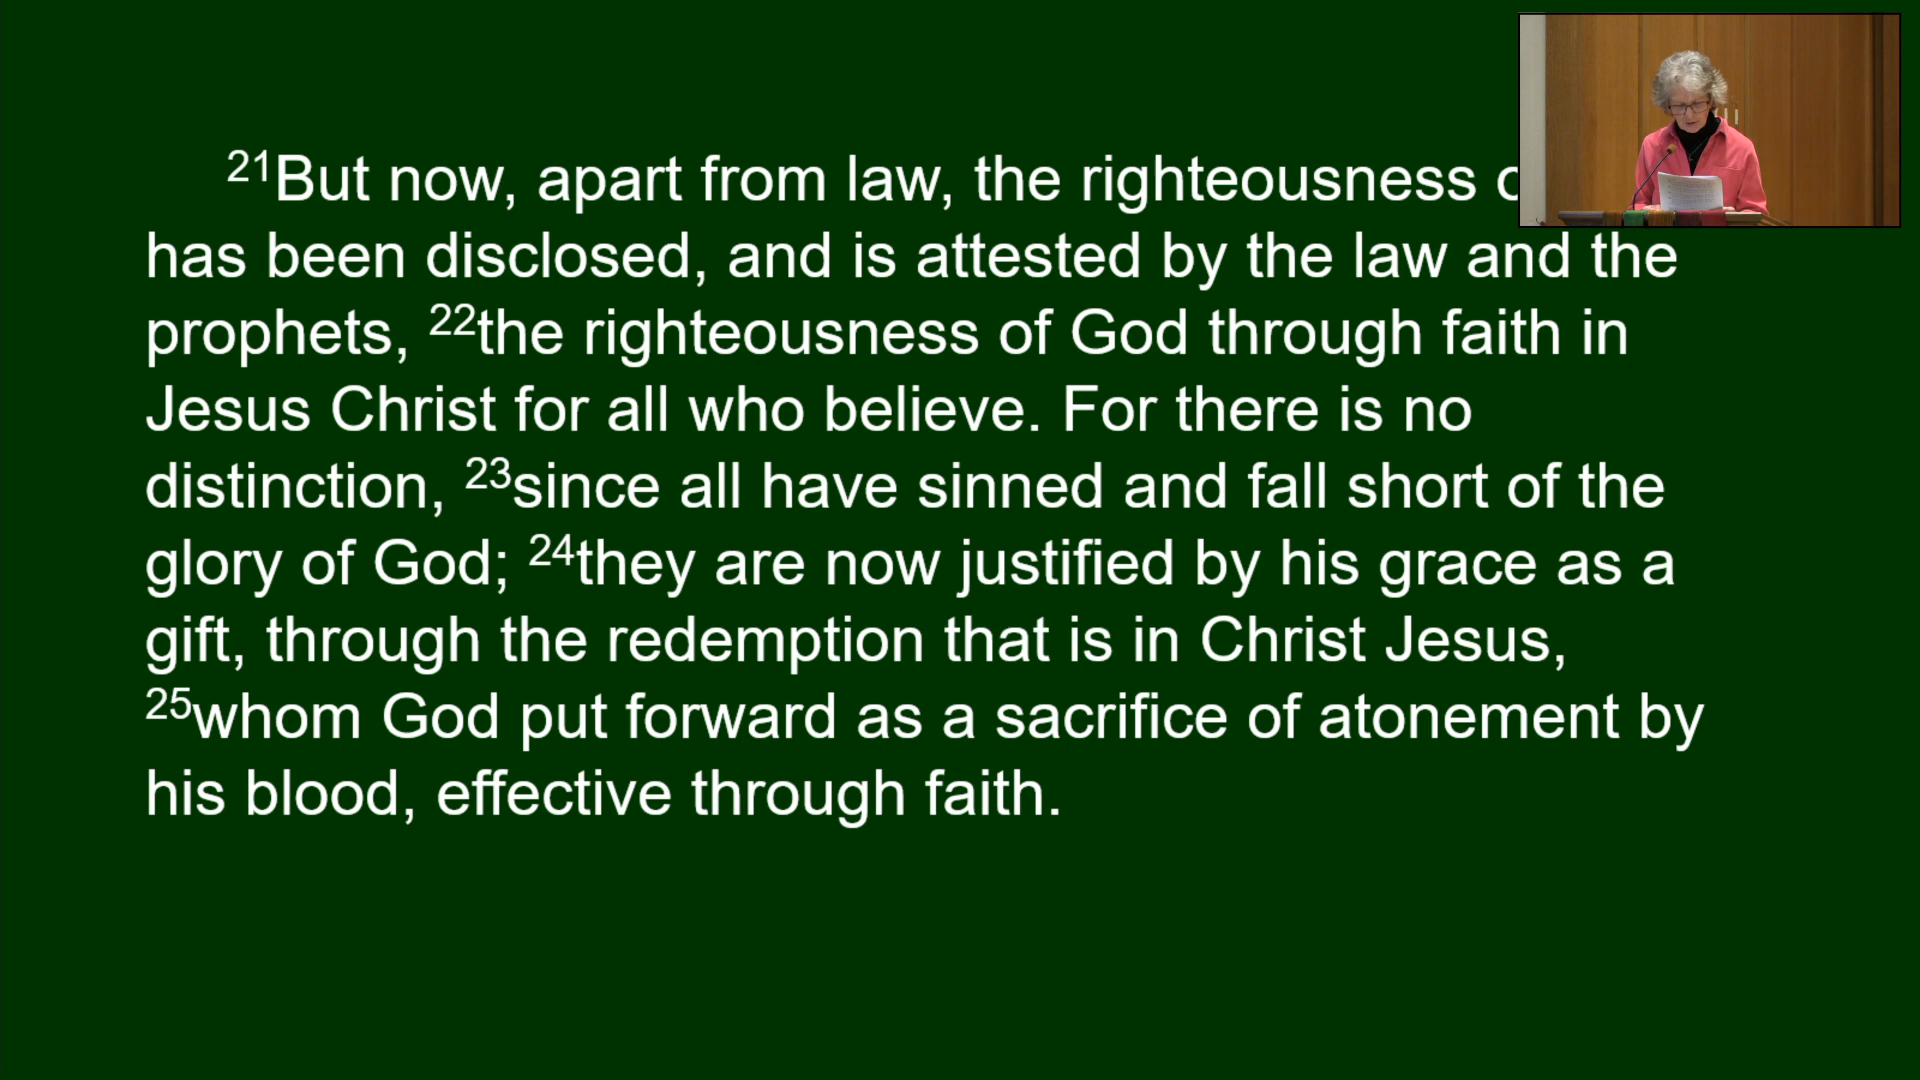 21But now, apart from law, the righteousness
has been disclosed, and is attested by the law and the
prophets, 22the righteousness of God through faith in
Jesus Christ for all who believe. For there is no
distinction, 23since all have sinned and fall short of the
glory of God; 24they are now justified by his grace as a
gift, through the redemption that is in Christ Jesus,
25whom God put forward as a sacrifice of atonement by
his blood, effective through faith.